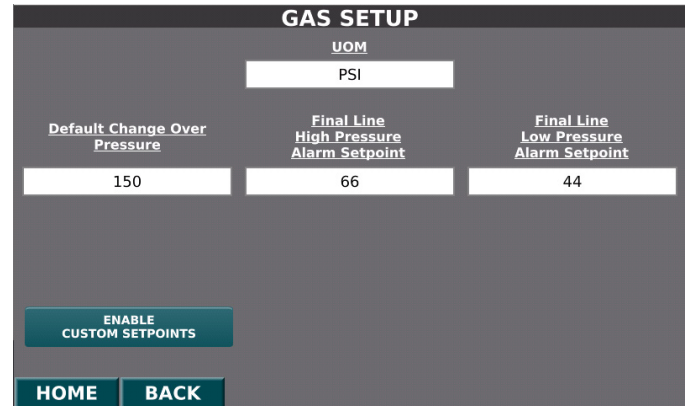 GAS SETUP
UOM
PSI
Default Change Over
Pressure
Final Line
High Pressure
Alarm Setpoint
Final Line
Low Pressure
Alarm Setpoint
150
66
44
ENABLE
CUSTOM SETPOINTS
HOME
BACK